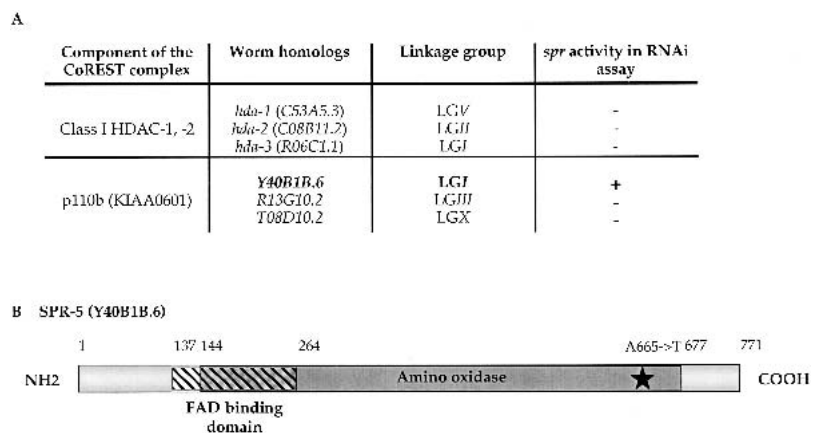 A
Component of the CoREST complex
Worm homologs
Linkage group
spr activity in RNAi assay
Class I HDAC-1, -2
hda-1 (C53A5.3) LGV -
hda-2 (C08B11.2) LGII -
hda-3 (R06C1.1) LGI -
p110b (KIAA0601)
Y40B1B.6 LGI +
R13G10.2 LGIII -
T08D10.2 LGX -
B SPR-5 (Y40B1B.6)
1 137 144 264 A665->T 677 771
NH2 Amino oxidase COOH
FAD binding
domain